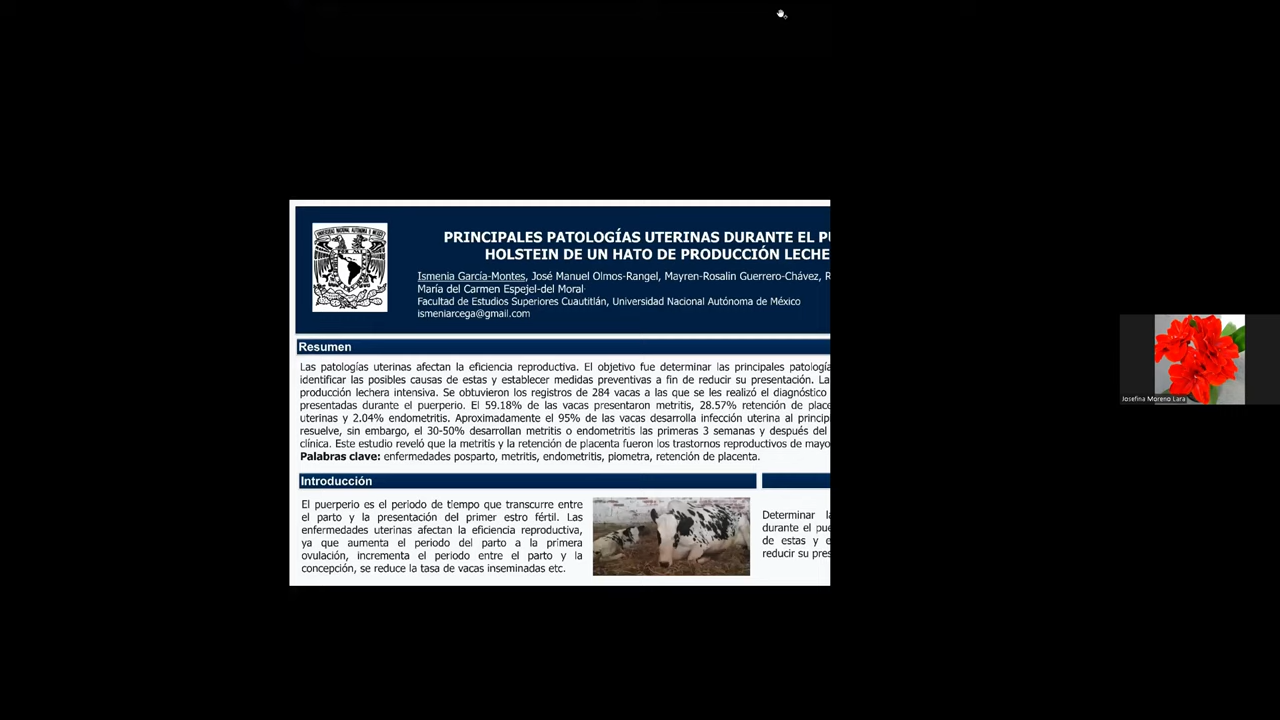 PRINCIPALES PATOLOGÍAS UTERINAS DURANTE EL
HOLSTEIN DE UN HATO DE PRODUCCIÓN LECHE
Ismenia García-Montes, José Manuel Olmos-Rangel, Mayren-Rosalin Guerrero-Chávez,
María del Carmen Espejel-del Moral
Facultad de Estudios Superiores Cuautitlán, Universidad Nacional Autónoma de México
ismeniarcega@gmail.com
Resumen
Las patologías uterinas afectan la eficiencia reproductiva. El objetivo fue determinar las principales patología
identificar las posibles causas de estas y establecer medidas preventivas a fin de reducir su presentación. La
producción lechera intensiva. Se obtuvieron los registros de 284 vacas a las que se les realizó el diagnóstico
presentadas durante el puerperio. El 59.18% de las vacas presentaron metritis, 28.57% retención de place
uterinas y 2.04% endometritis. Aproximadamente el 95% de las vacas desarrolla infección uterina al princip
resuelve, sin embargo, el 30-50% desarrollan metritis o endometritis las primeras 3 semanas y después del
clínica. Este estudio reveló que la metritis y la retención de placenta fueron los trastornos reproductivos de mayo
Palabras clave: enfermedades posparto, metritis, endometritis, piometra, retención de placenta.
Introducción
El puerperio es el periodo de tiempo que transcurre entre
el parto y la presentación del primer estro fértil. Las
enfermedades uterinas afectan la eficiencia reproductiva,
ya que aumenta el periodo del parto a la primera
ovulación, incrementa el periodo entre el parto y la
concepción, se reduce la tasa de vacas inseminadas etc.
Determinar la
durante el pue
de estas y e
reducir su pres
Josefina Moreno Lara